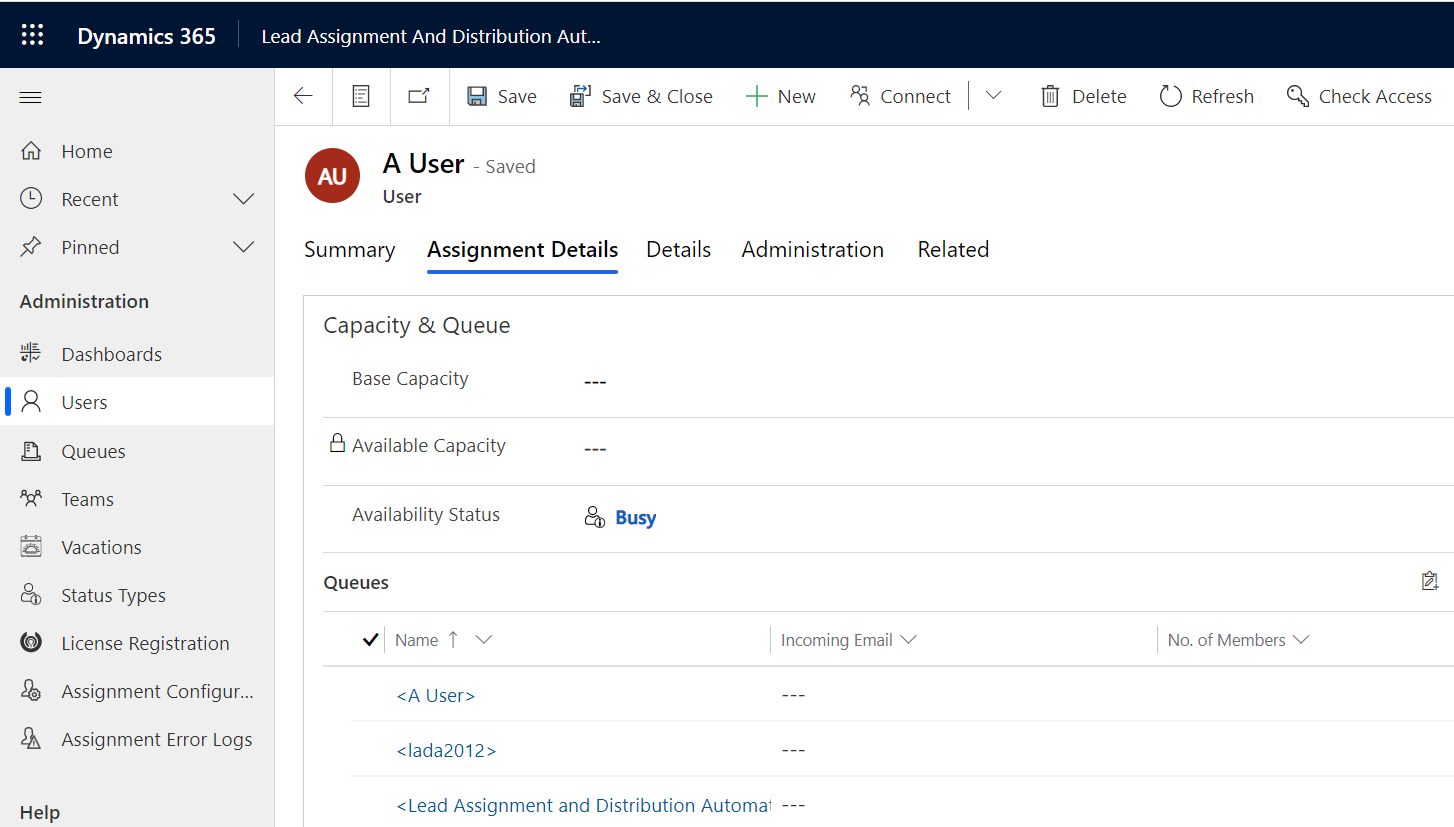 Dynamics 365
Lead Assignment And Distribution Aut...
Save
Save & Close
New
Connect
Delete
Refresh
Check Access
Home
Recent
Pinned
Administration
Dashboards
Users
Queues
Teams
Vacations
Status Types
License Registration
Assignment Configur...
Assignment Error Logs
Help
AU
A User - Saved
User
Summary
Assignment Details
Details
Administration
Related
Capacity & Queue
Base Capacity ---
Available Capacity ---
Availability Status Busy
Queues
Name Incoming Email No. of Members
<A User> ---
<lada2012> ---
<Lead Assignment and Distribution Automat ---